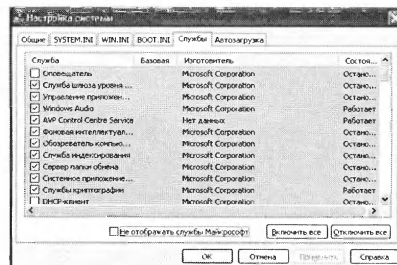 Настройка системы
Общие SYSTEM.INI WIN.INI BOOT.INI Службы Автозагрузка
Служба Базовая Изготовитель Состоя...
Оповещатель Microsoft Corporation Остано...
Служба шлюза уровня ... Microsoft Corporation Остано...
Управление приложен... Microsoft Corporation Остано...
Windows Audio Microsoft Corporation Работает
AVP Control Centre Service Нет данных Работает
Фоновая интеллектуал... Microsoft Corporation Остано...
Обозреватель компью... Microsoft Corporation Остано...
Служба индексирования Microsoft Corporation Остано...
Сервер папки обмена Microsoft Corporation Остано...
Системное приложение... Microsoft Corporation Остано...
Службы криптографии Microsoft Corporation Работает
DHCP-клиент Microsoft Corporation Остано...
Не отображать службы Майкрософт Включить все Отключить все
ОК Отмена Применить Справка